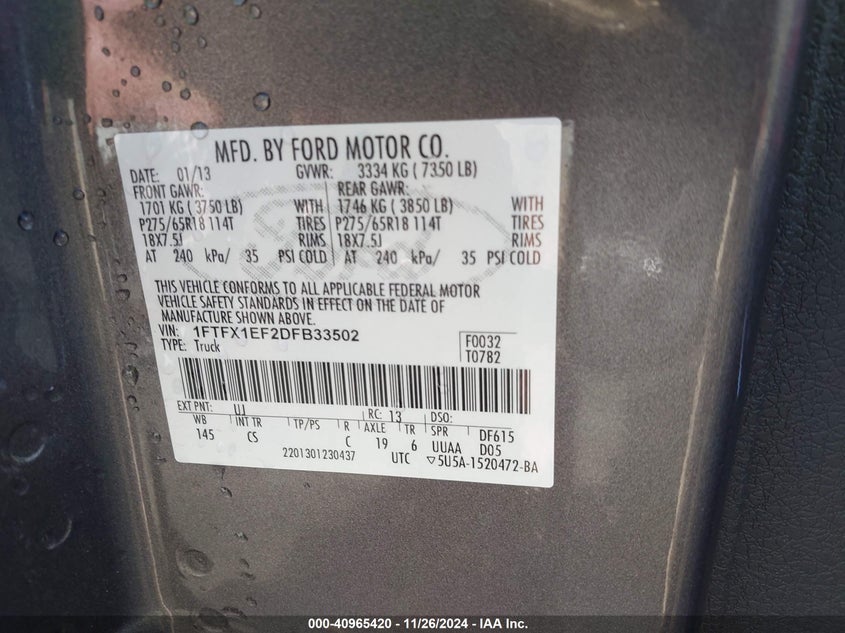 MFD. BY FORD MOTOR CO.
DATE: 01/13 GVWR: 3334 KG ( 7350 LB)
FRONT GAWR: REAR GAWR:
1701 KG ( 3750 LB) WITH 1746 KG ( 3850 LB) WITH
P275/65R18 114T TIRES P275/65R18 114T TIRES
18X7.5J RIMS 18X7.5J RIMS
AT 240 kPa/ 35 PSI COLD AT 240 kPa/ 35 PSI COLD
THIS VEHICLE CONFORMS TO ALL APPLICABLE FEDERAL MOTOR
VEHICLE SAFETY STANDARDS IN EFFECT ON THE DATE OF
MANUFACTURE SHOWN ABOVE.
VIN: 1FTFX1EF2DFB33502 F0032
TYPE: Truck T0782
EXT PNT: UJ RC: 13 DSO:
WB INT TR TP/PS R AXLE TR SPR DF615
145 CS C 19 6 UUAA D05
2201301230437 UTC ▽5U5A-1520472-BA
000-40965420 - 11/26/2024 - IAA Inc.